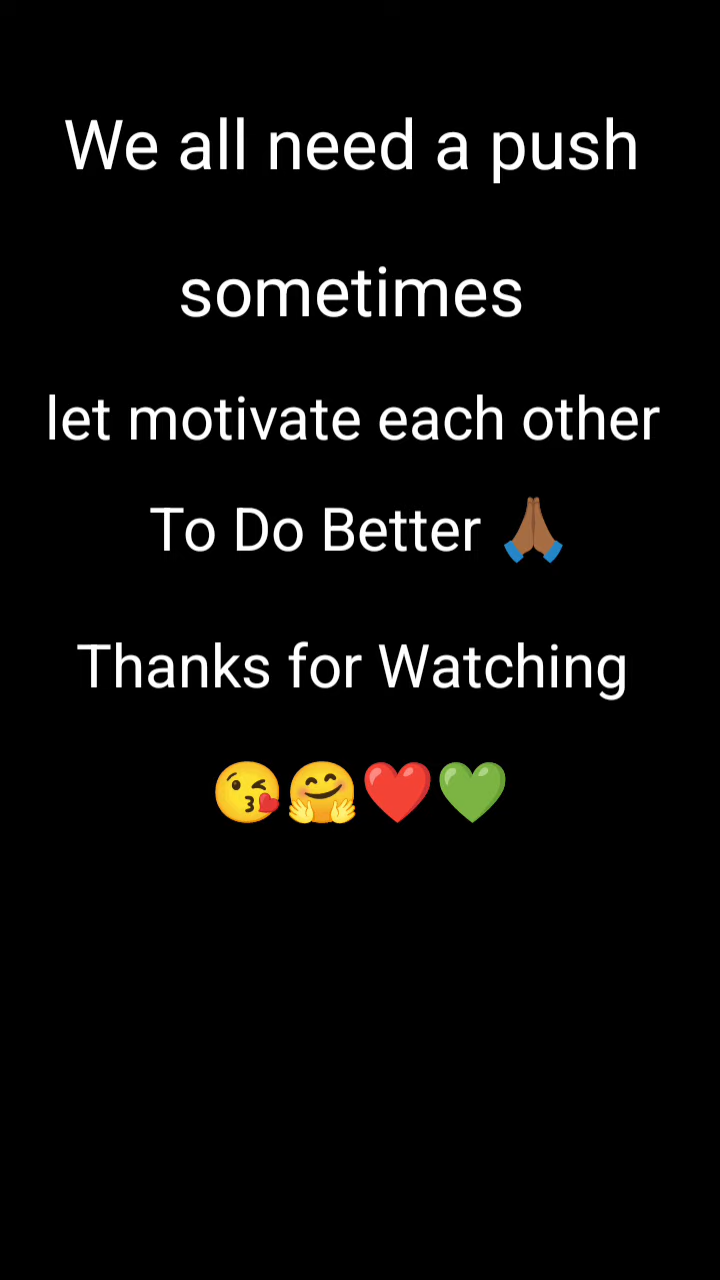 We all need a push
sometimes
let motivate each other
To Do Better 🙏🏾
Thanks for Watching
😘🤗❤️💚